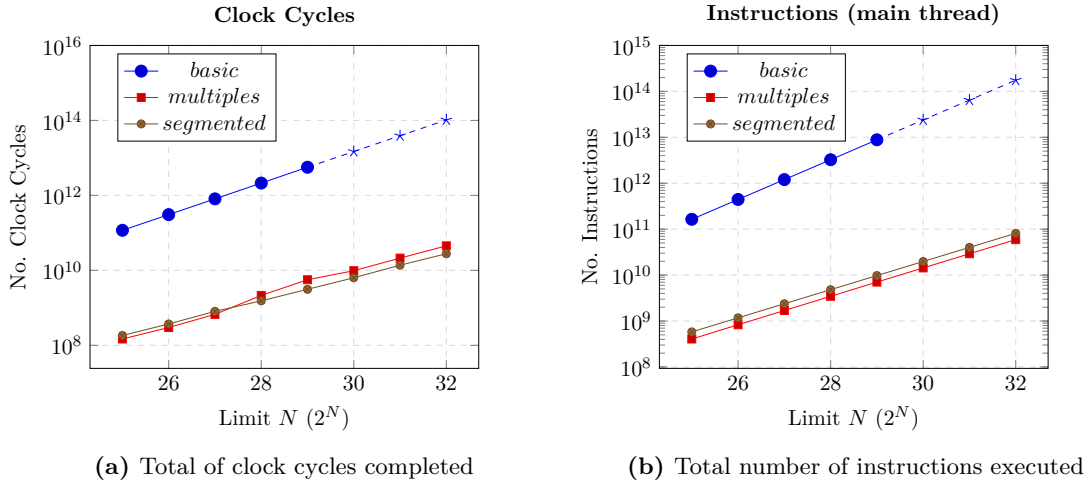 Clock Cycles
10^16
10^14
10^12
10^10
10^8
No. Clock Cycles
basic
multiples
segmented
26 28 30 32
Limit N (2^N)
(a) Total of clock cycles completed
Instructions (main thread)
10^15
10^14
10^13
10^12
10^11
10^10
10^9
10^8
No. Instructions
basic
multiples
segmented
26 28 30 32
Limit N (2^N)
(b) Total number of instructions executed